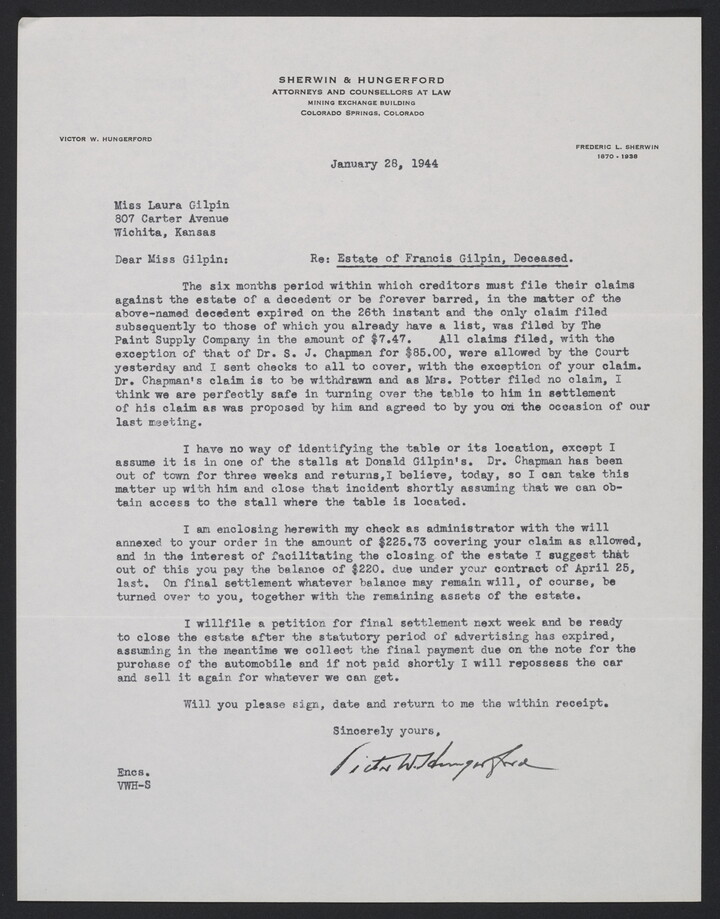 SHERWIN & HUNGERFORD
ATTORNEYS AND COUNSELLORS AT LAW
MINING EXCHANGE BUILDING
COLORADO SPRINGS, COLORADO
VICTOR W. HUNGERFORD
FREDERIC L. SHERWIN
1870 - 1938
January 28, 1944
Miss Laura Gilpin
807 Carter Avenue
Wichita, Kansas
Dear Miss Gilpin: Re: Estate of Francis Gilpin, Deceased.
The six months period within which creditors must file their claims
against the estate of a decedent or be forever barred, in the matter of the
above-named decedent expired on the 26th instant and the only claim filed
subsequently to those of which you already have a list, was filed by The
Paint Supply Company in the amount of $7.47. All claims filed, with the
exception of that of Dr. S. J. Chapman for $85.00, were allowed by the Court
yesterday and I sent checks to all to cover, with the exception of your claim.
Dr. Chapman's claim is to be withdrawn and as Mrs. Potter filed no claim, I
think we are perfectly safe in turning over the table to him in settlement
of his claim as was proposed by him and agreed to by you on the occasion of our
last meeting.
I have no way of identifying the table or its location, except I
assume it is in one of the stalls at Donald Gilpin's. Dr. Chapman has been
out of town for three weeks and returns,I believe, today, so I can take this
matter up with him and close that incident shortly assuming that we can ob-
tain access to the stall where the table is located.
I am enclosing herewith my check as administrator with the will
annexed to your order in the amount of $225.73 covering your claim as allowed,
and in the interest of facilitating the closing of the estate I suggest that
out of this you pay the balance of $220. due under your contract of April 25,
last. On final settlement whatever balance may remain will, of course, be
turned over to you, together with the remaining assets of the estate.
I willfile a petition for final settlement next week and be ready
to close the estate after the statutory period of advertising has expired,
assuming in the meantime we collect the final payment due on the note for the
purchase of the automobile and if not paid shortly I will repossess the car
and sell it again for whatever we can get.
Will you please sign, date and return to me the within receipt.
Sincerely yours,
Victor W. Hungerford
Encs.
VWH-S